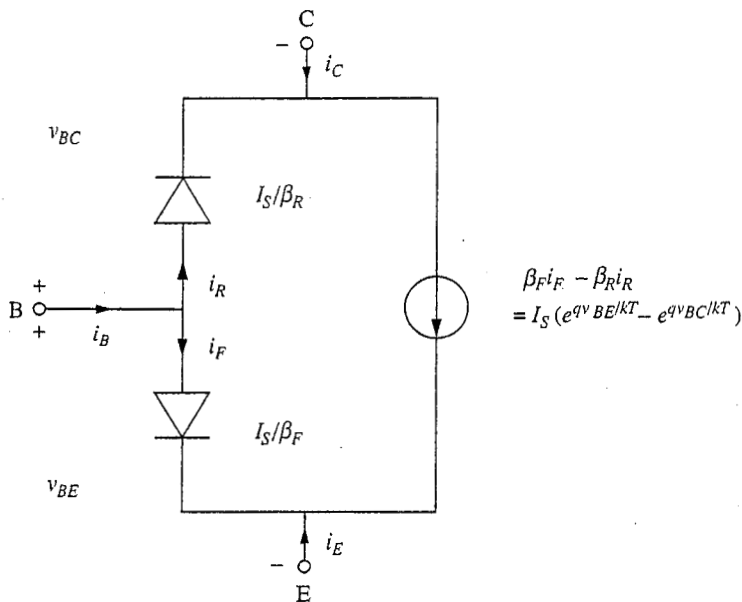 C
−
i_C
v_BC
I_S/β_R
+
B
+
i_B
i_R
i_F
β_F i_F − β_R i_R
= I_S (e^{qv_BE/kT} − e^{qv_BC/kT})
I_S/β_F
v_BE
i_E
−
E